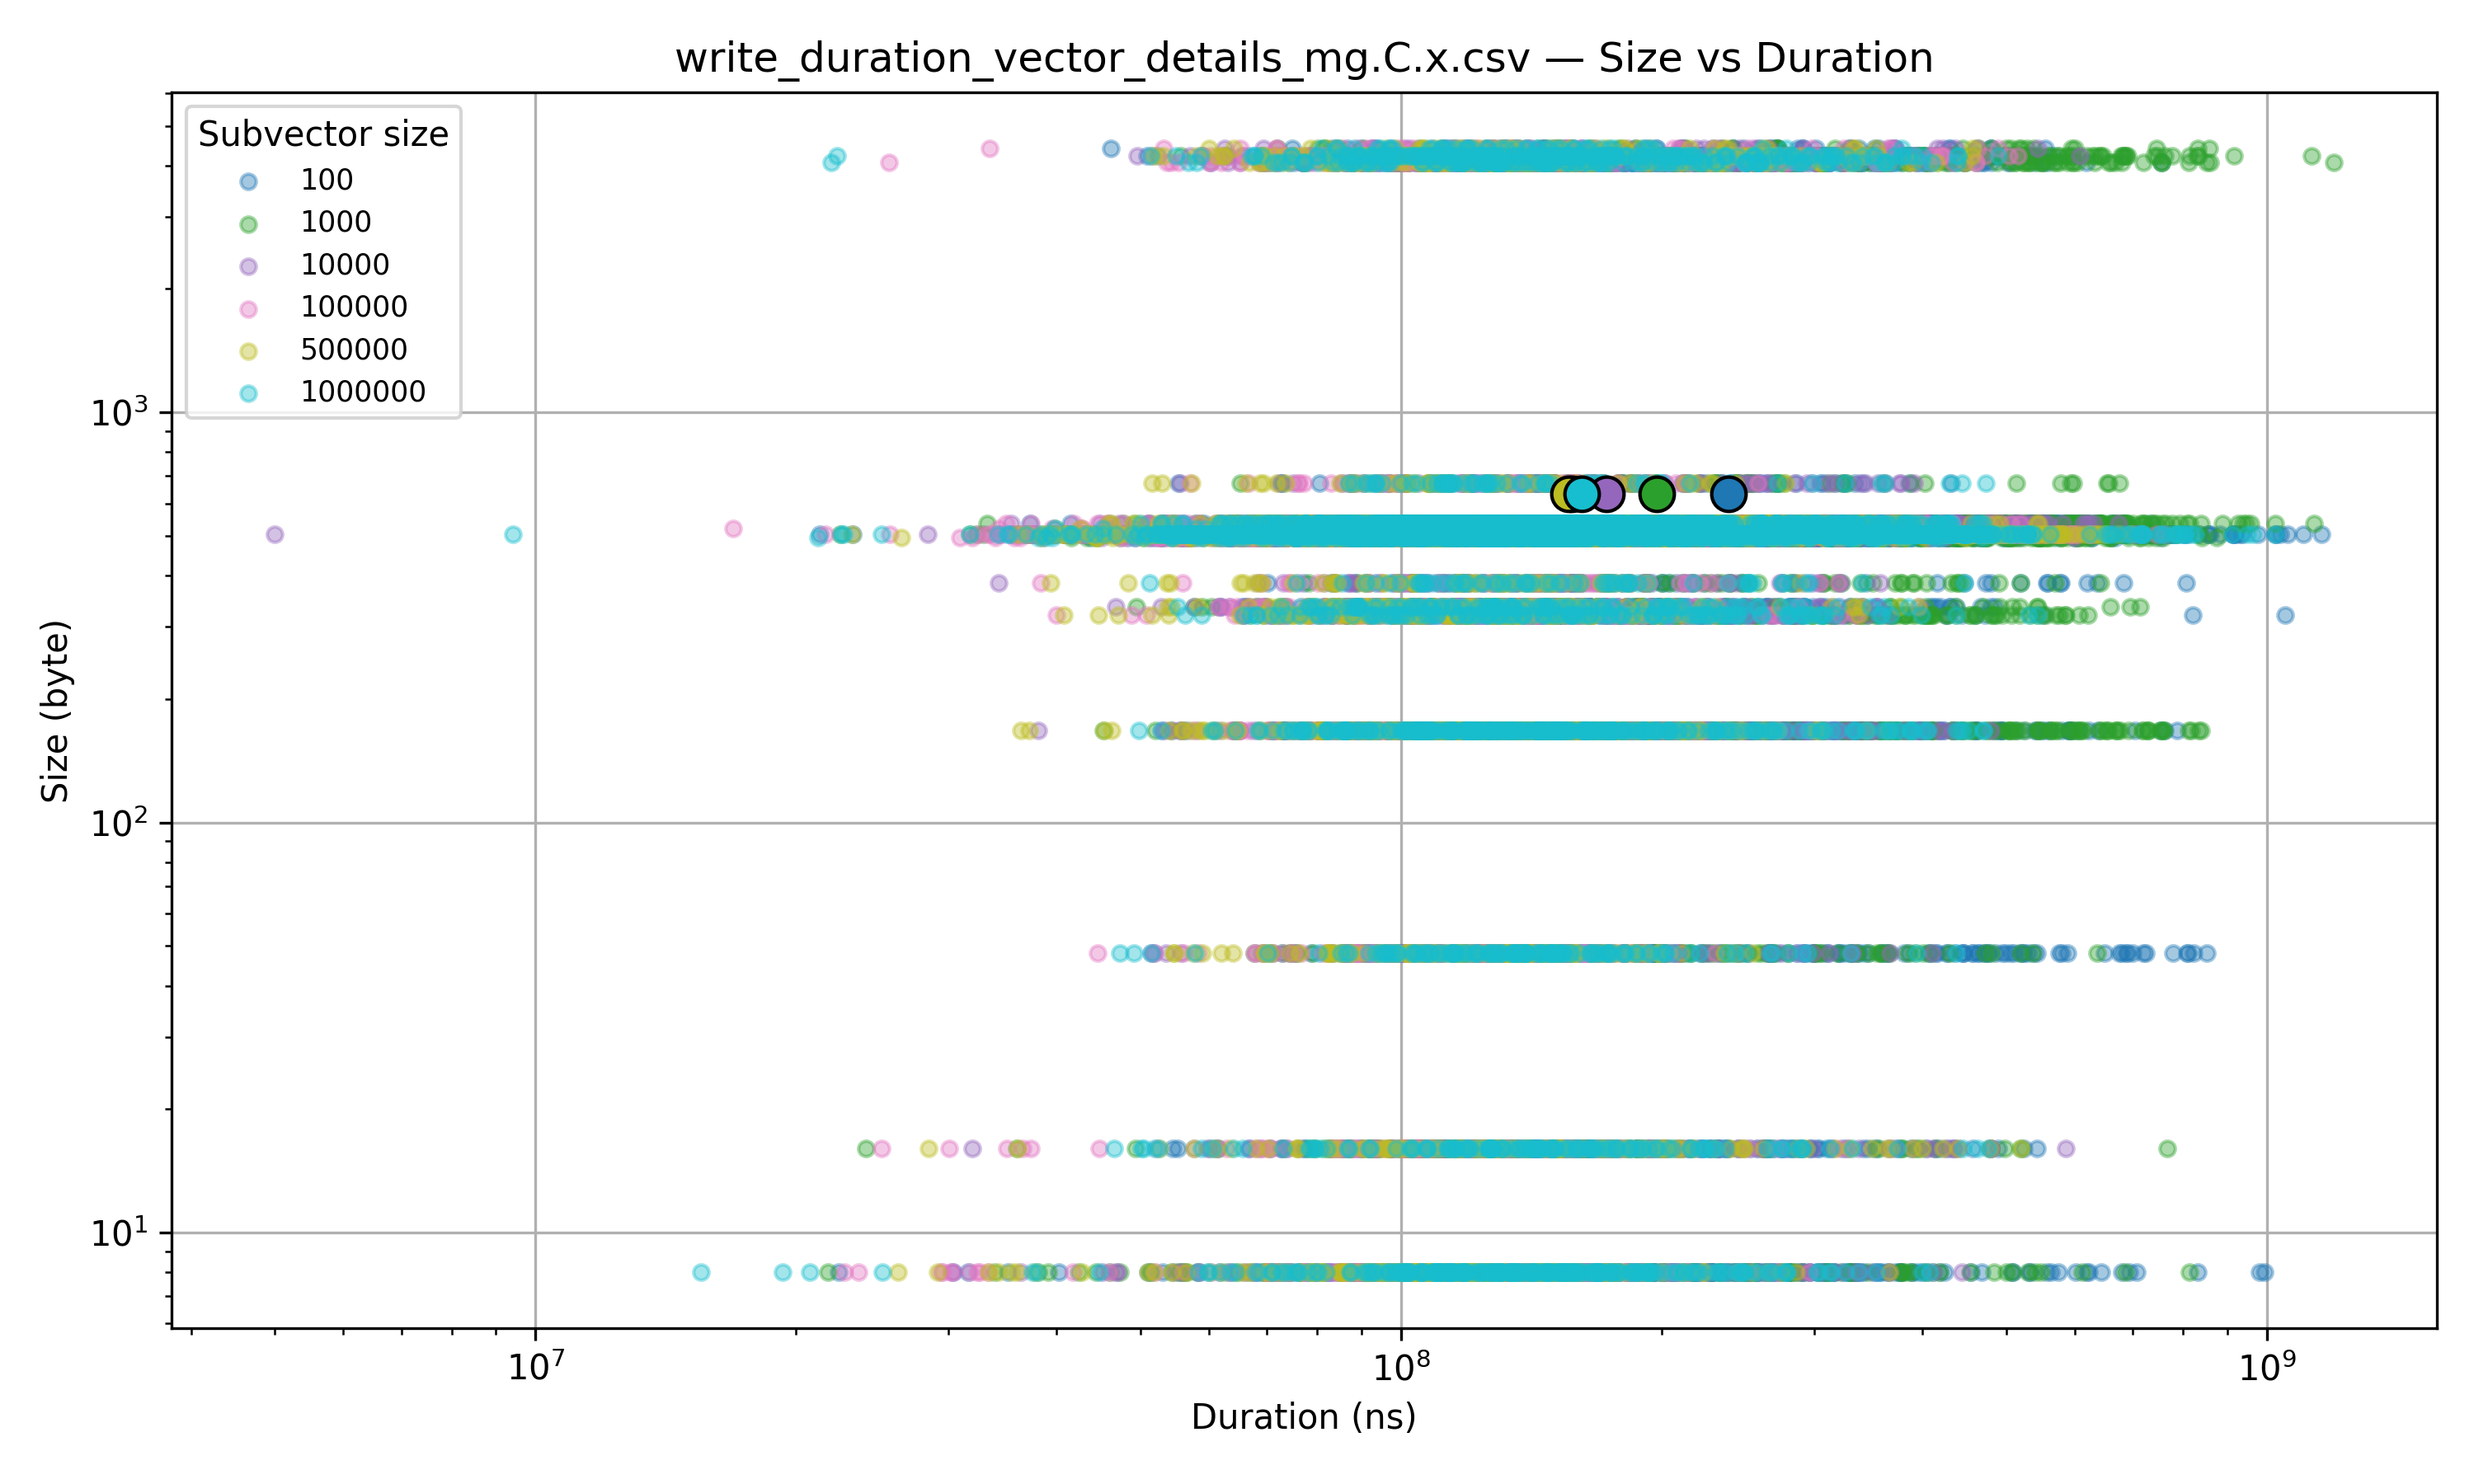 write_duration_vector_details_mg.C.x.csv — Size vs Duration
Subvector size
100
1000
10000
100000
500000
1000000
Size (byte)
10³
10²
10¹
10⁷ 10⁸ 10⁹
Duration (ns)